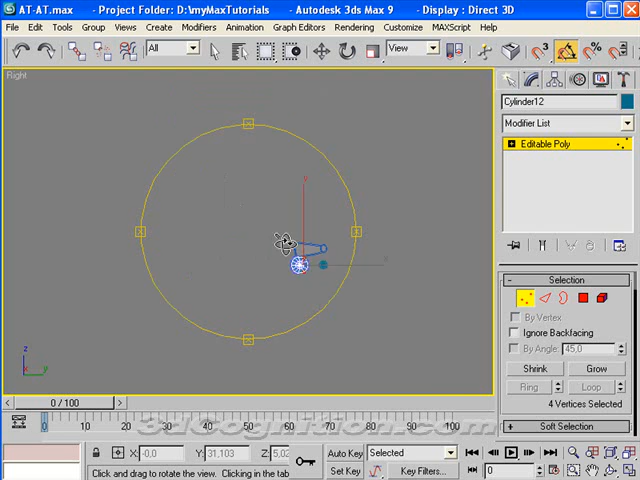 AT-AT.max - Project Folder: D:\myMaxTutorials - Autodesk 3ds Max 9 - Display : Direct 3D
File Edit Tools Group Views Create Modifiers Animation Graph Editors Rendering Customize MAXScript
All View
Right
Cylinder12
Modifier List
Editable Poly
y
x
z
x
y
Selection
By Vertex
Ignore Backfacing
By Angle: 45,0
Shrink Grow
Ring Loop
4 Vertices Selected
Soft Selection
0 / 100
0 10 20 30 40 50 60 70 80 90 100
3dCognition.com
X: -0,0 Y: 31,103 Z: 5,02
Auto Key Selected
Set Key Key Filters... 0
Click and drag to rotate the view. Clicking in the tab